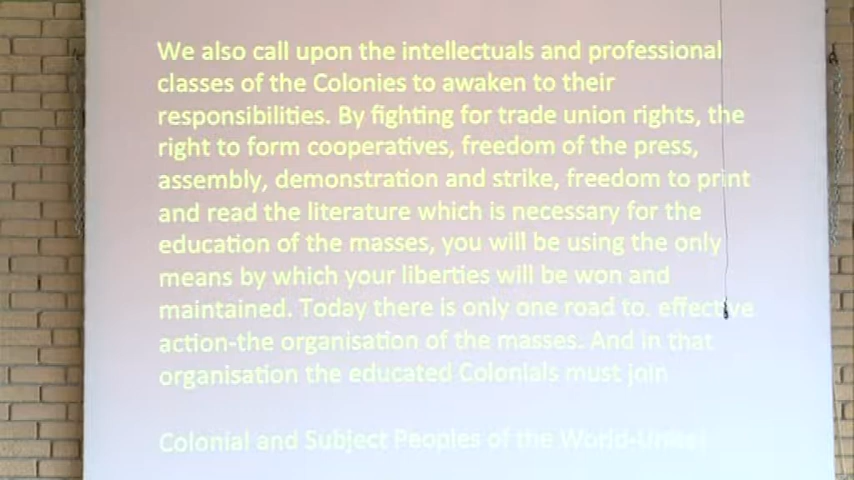 We also call upon the intellectuals and professional
classes of the Colonies to awaken to their
responsibilities. By fighting for trade union rights, the
right to form cooperatives, freedom of the press,
assembly, demonstration and strike, freedom to print
and read the literature which is necessary for the
education of the masses, you will be using the only
means by which your liberties will be won and
maintained. Today there is only one road to. effective
action-the organisation of the masses. And in that
organisation the educated Colonials must join
Colonial and Subject Peoples of the World-Unite!